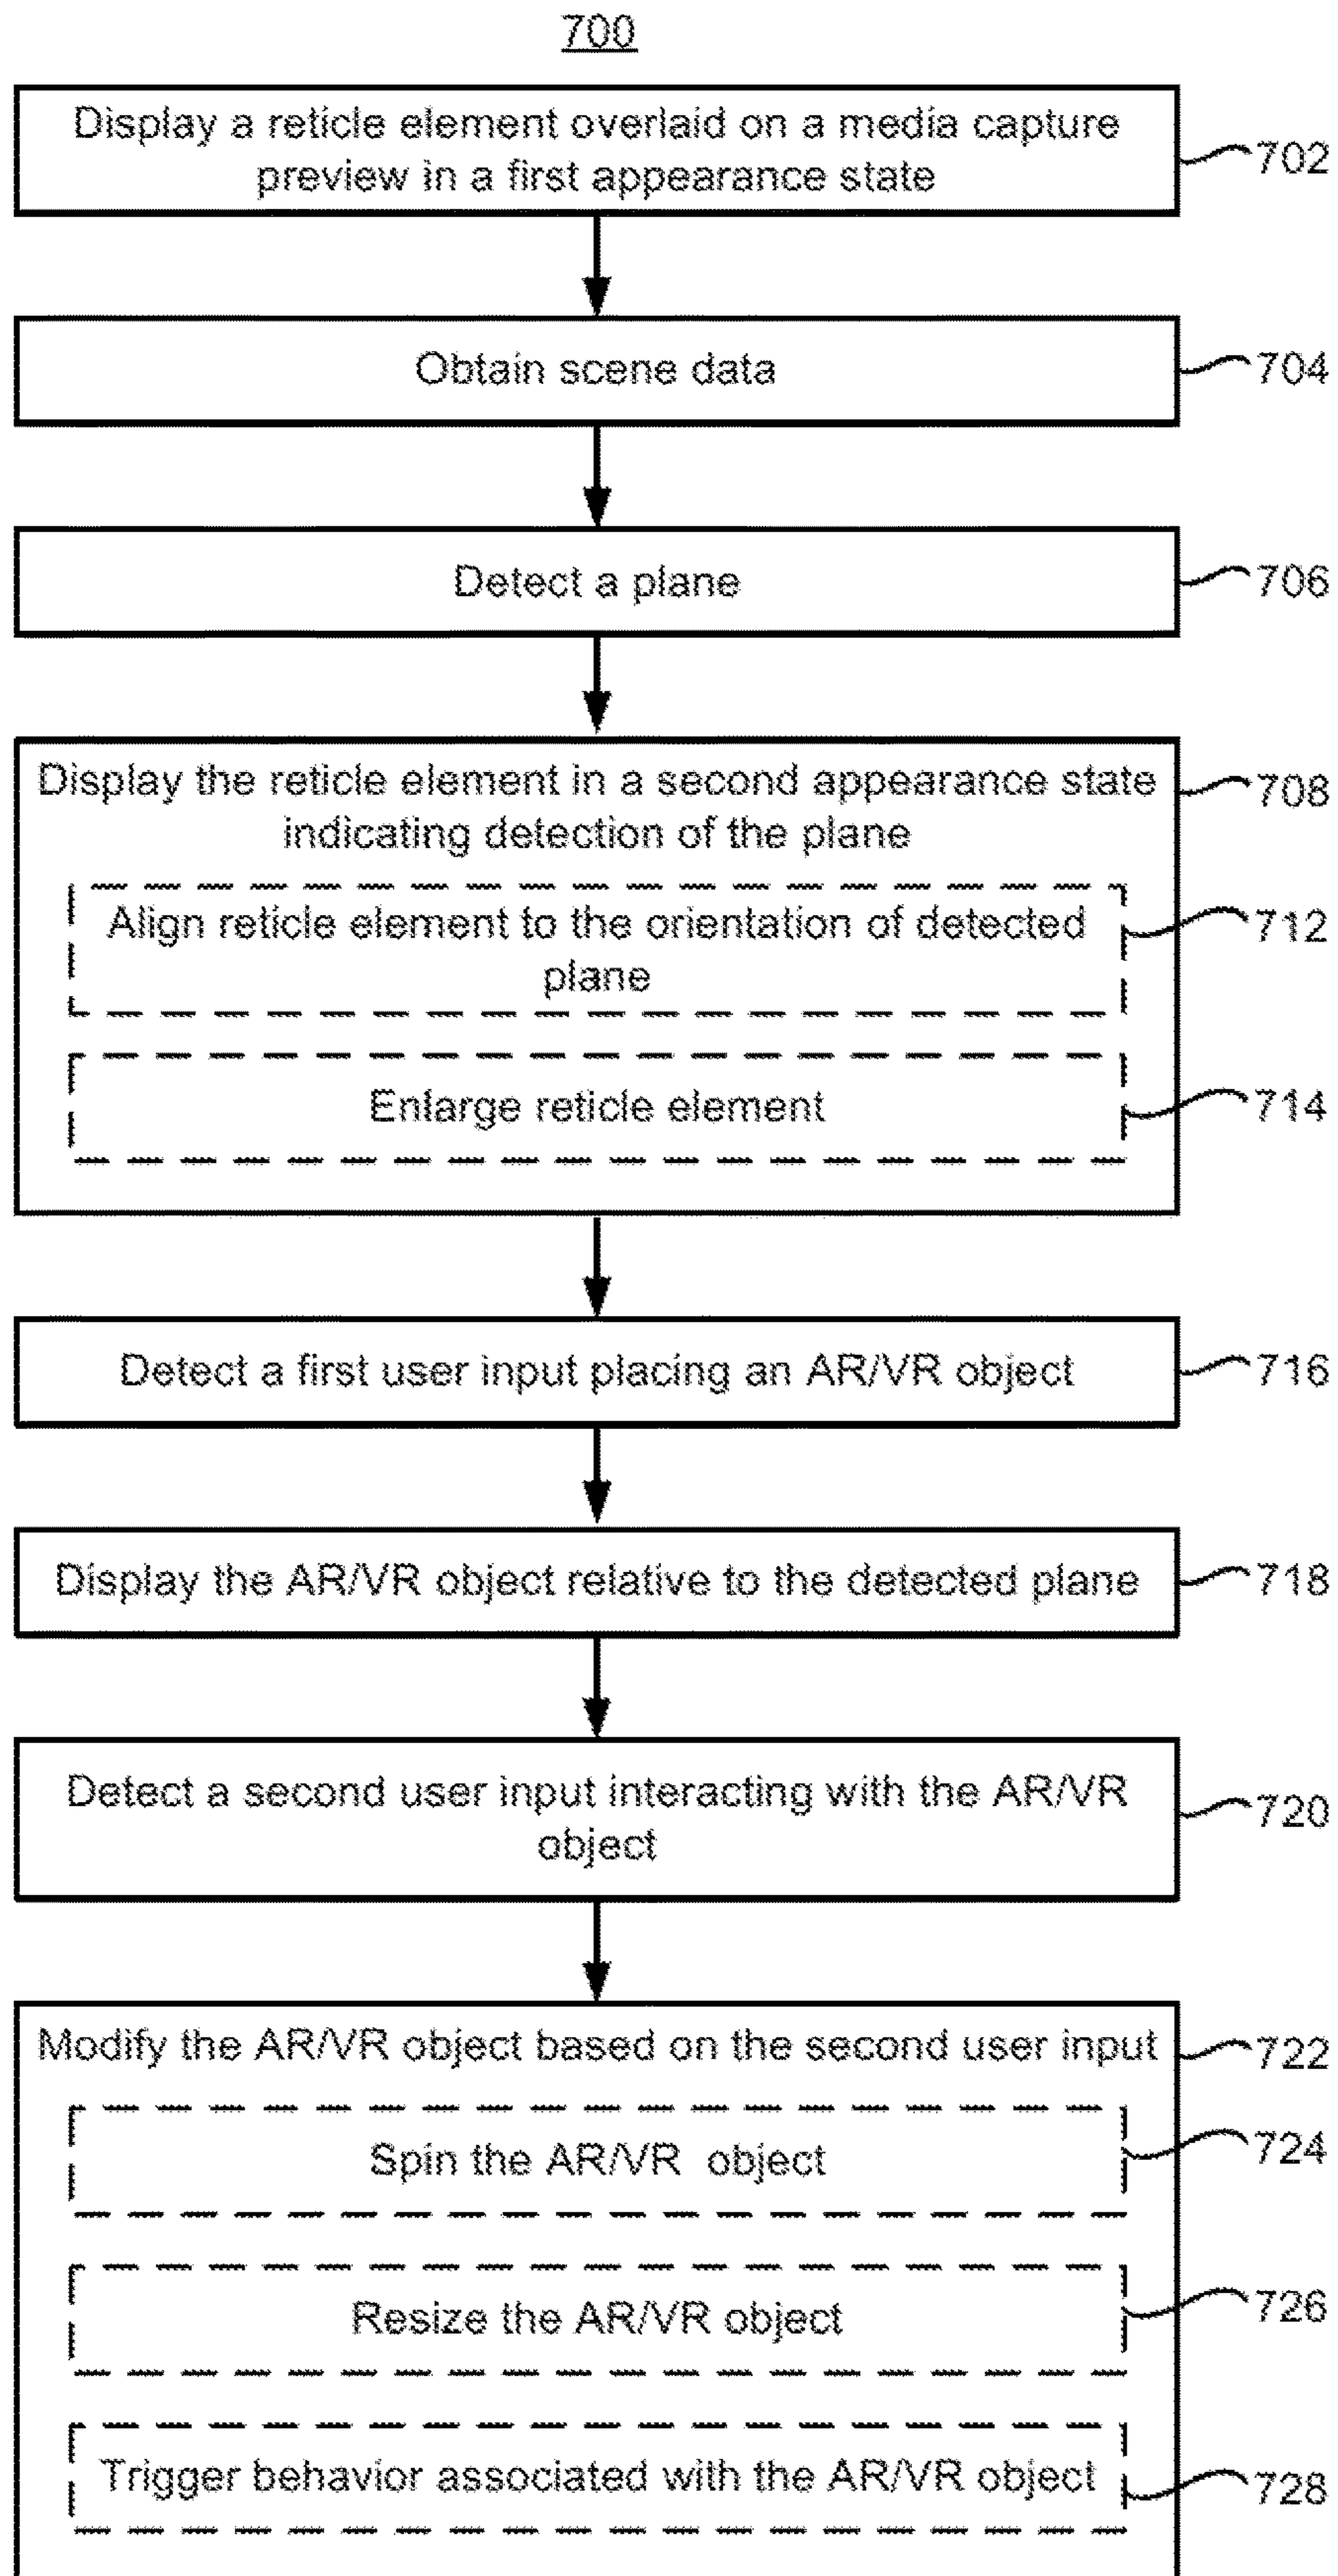 700
Display a reticle element overlaid on a media capture
preview in a first appearance state
702
Obtain scene data
704
Detect a plane
706
Display the reticle element in a second appearance state
indicating detection of the plane
708
Align reticle element to the orientation of detected
plane
712
Enlarge reticle element
714
Detect a first user input placing an AR/VR object
716
Display the AR/VR object relative to the detected plane
718
Detect a second user input interacting with the AR/VR
object
720
Modify the AR/VR object based on the second user input
722
Spin the AR/VR object
724
Resize the AR/VR object
726
Trigger behavior associated with the AR/VR object
728